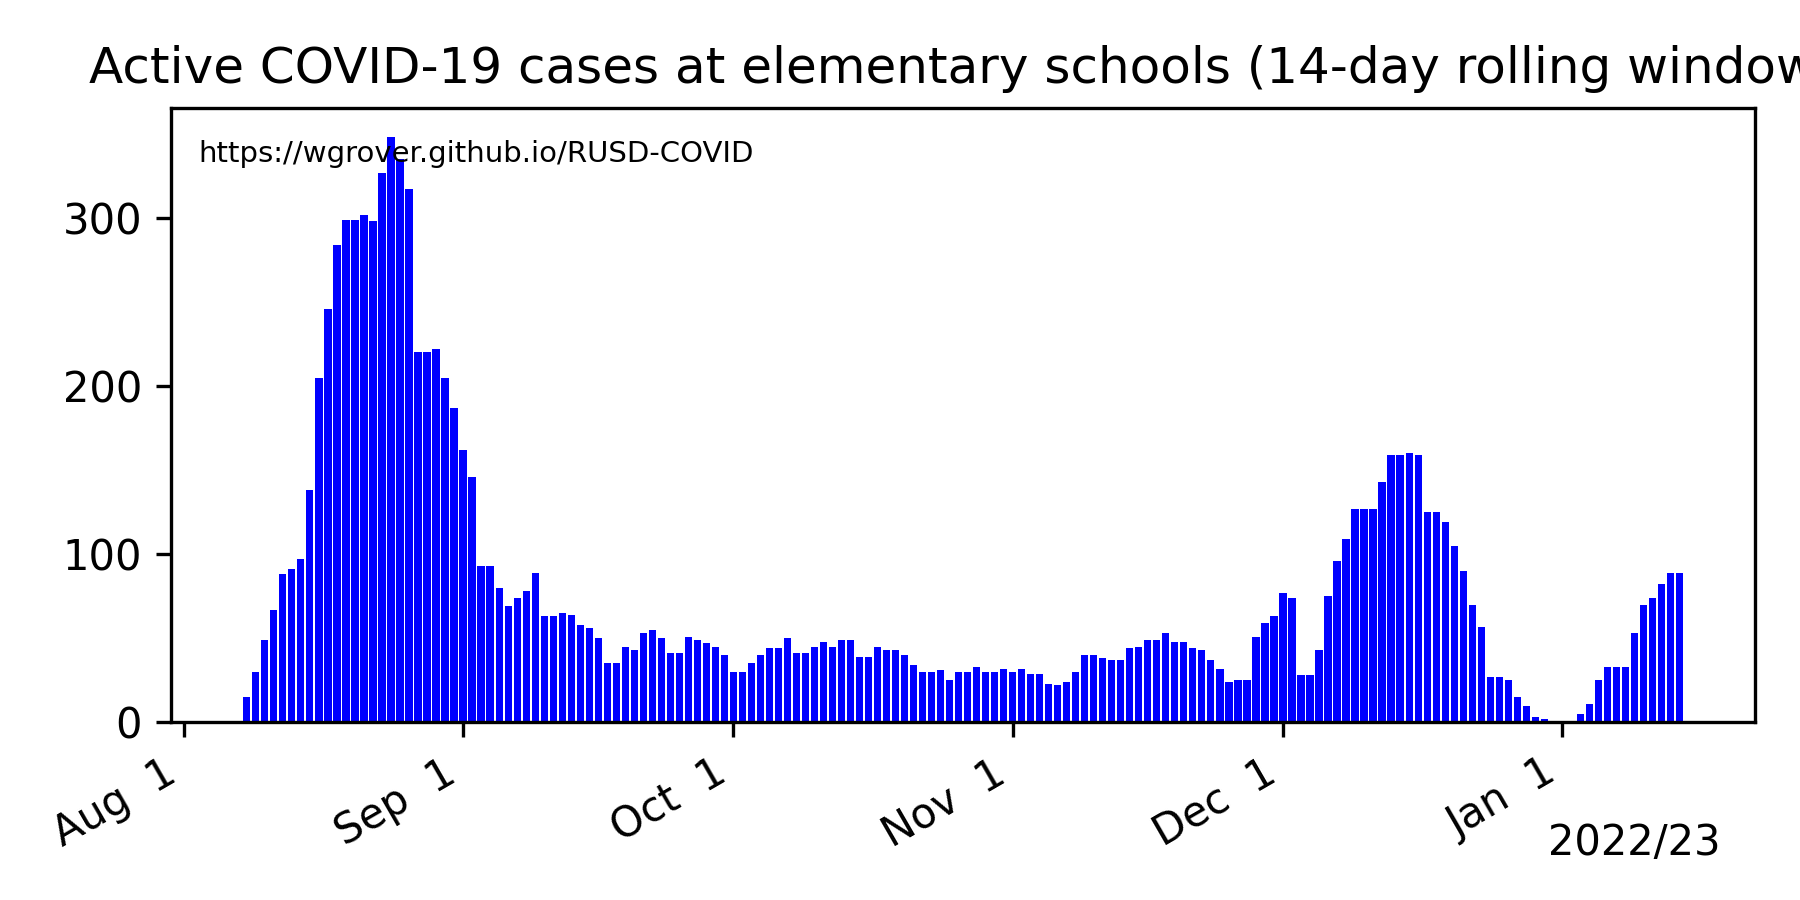 Active COVID-19 cases at elementary schools (14-day rolling window
https://wgrover.github.io/RUSD-COVID
300
200
100
0
Aug 1 Sep 1 Oct 1 Nov 1 Dec 1 Jan 1
2022/23